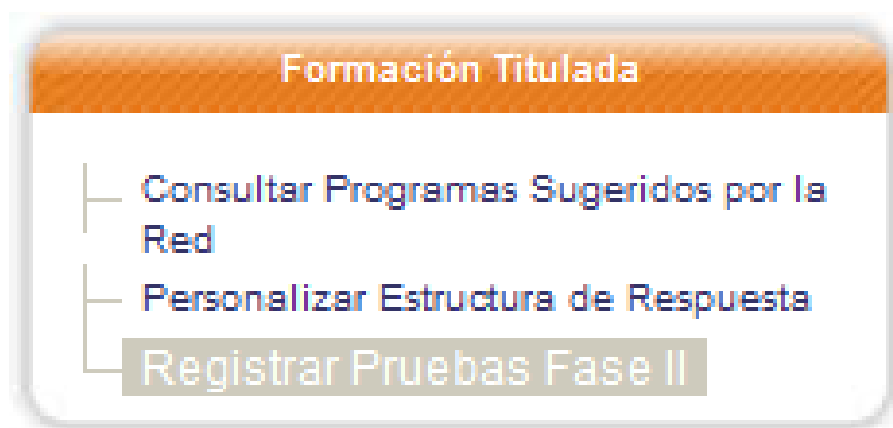 Formación Titulada
Consultar Programas Sugeridos por la
Red
Personalizar Estructura de Respuesta
Registrar Pruebas Fase II